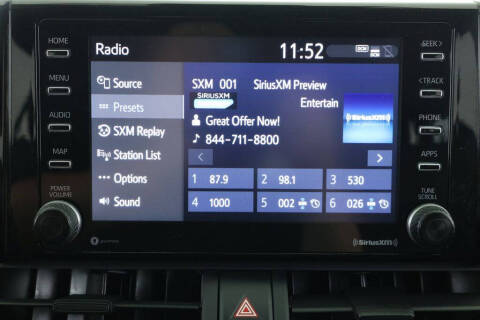 HOME
MENU
AUDIO
MAP
POWER
VOLUME
Radio
11:52
DCM
Source
Presets
SXM Replay
Station List
Options
Sound
SXM 001 SiriusXM Preview
SIRIUSXM
Entertain
Great Offer Now!
844-711-8800
SiriusXM
1 87.9
2 98.1
3 530
4 1000
5 002
6 026
SEEK >
< TRACK
PHONE
APPS
TUNE
SCROLL
SiriusXM